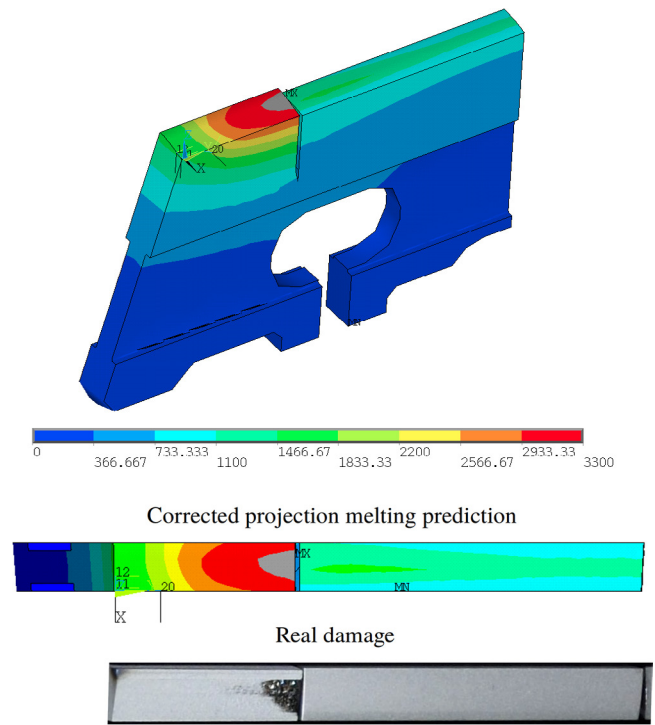 MX
12
11
20
X
MN
0 733.333 1466.67 2200 2933.33
366.667 1100 1833.33 2566.67 3300
Corrected projection melting prediction
MX
12
11
20
MN
X
Real damage